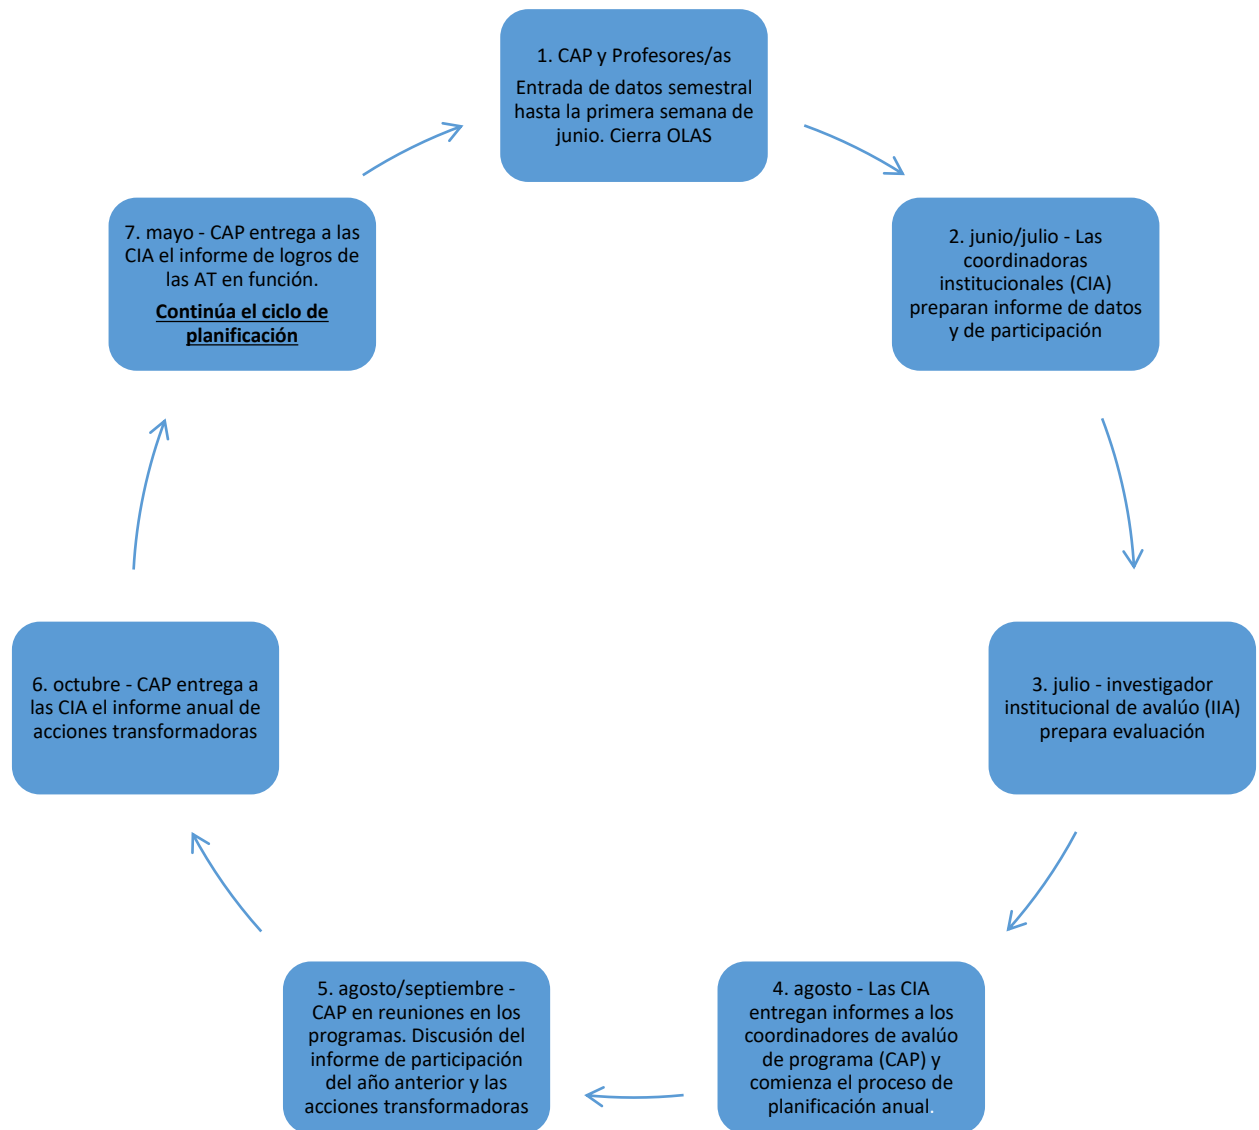 1. CAP y Profesores/as
Entrada de datos semestral
hasta la primera semana de
junio. Cierra OLAS
2. junio/julio - Las
coordinadoras
institucionales (CIA)
preparan informe de datos
y de participación
3. julio - investigador
institucional de avalúo (IIA)
prepara evaluación
4. agosto - Las CIA
entregan informes a los
coordinadores de avalúo
de programa (CAP) y
comienza el proceso de
planificación anual.
5. agosto/septiembre -
CAP en reuniones en los
programas. Discusión del
informe de participación
del año anterior y las
acciones transformadoras
6. octubre - CAP entrega a
las CIA el informe anual de
acciones transformadoras
7. mayo - CAP entrega a las
CIA el informe de logros de
las AT en función.
Continúa el ciclo de
planificación